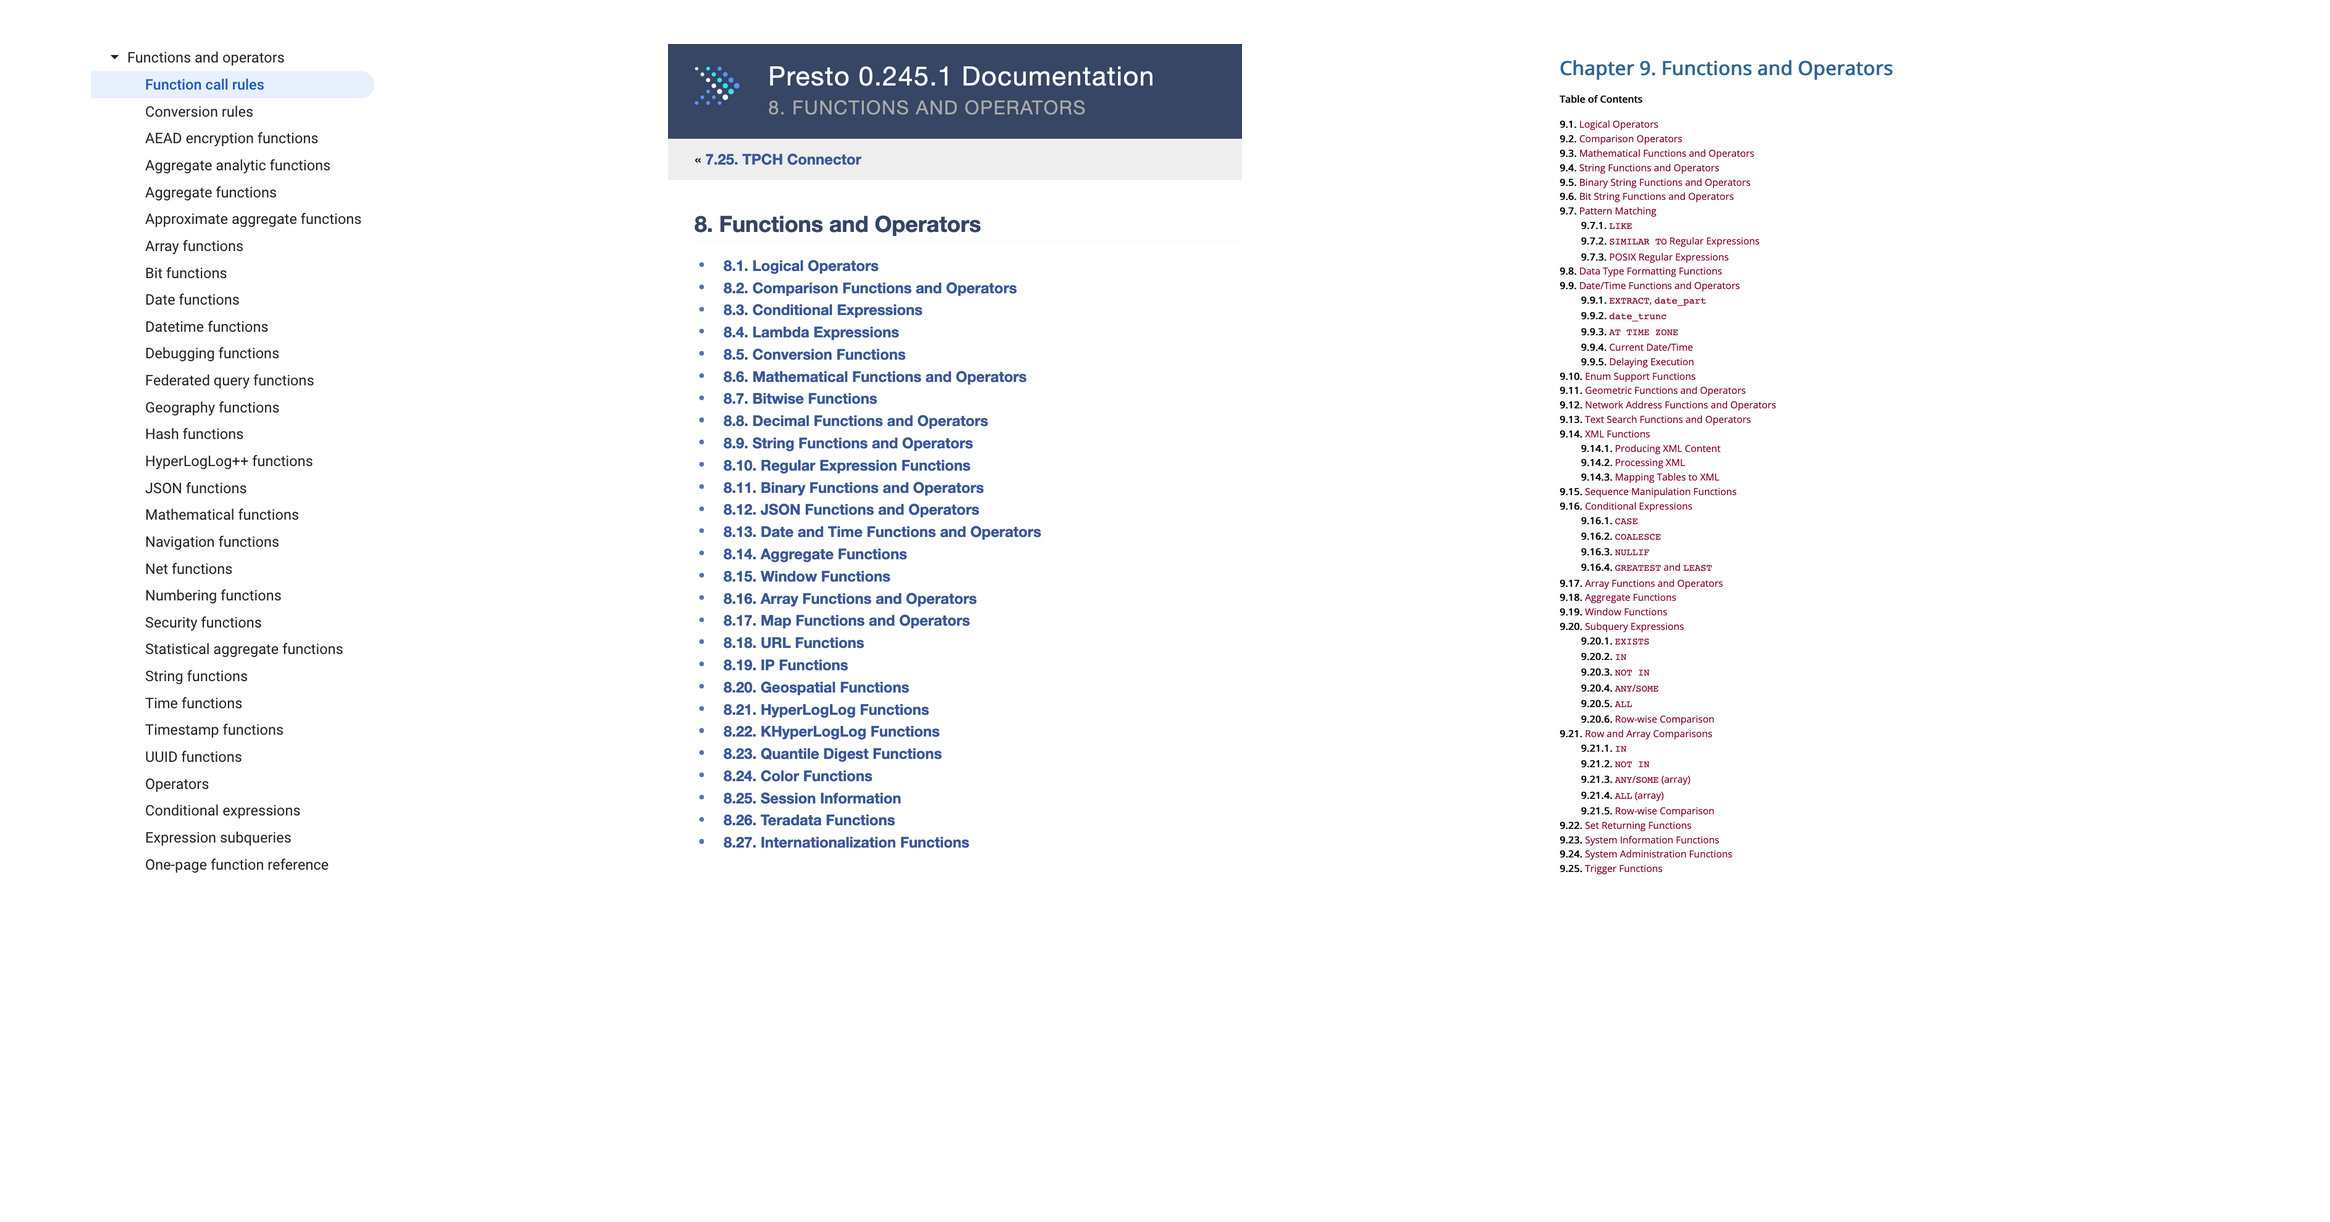 Functions and operators
Function call rules
Conversion rules
AEAD encryption functions
Aggregate analytic functions
Aggregate functions
Approximate aggregate functions
Array functions
Bit functions
Date functions
Datetime functions
Debugging functions
Federated query functions
Geography functions
Hash functions
HyperLogLog++ functions
JSON functions
Mathematical functions
Navigation functions
Net functions
Numbering functions
Security functions
Statistical aggregate functions
String functions
Time functions
Timestamp functions
UUID functions
Operators
Conditional expressions
Expression subqueries
One-page function reference
Presto 0.245.1 Documentation
8. FUNCTIONS AND OPERATORS
« 7.25. TPCH Connector
8. Functions and Operators
• 8.1. Logical Operators
• 8.2. Comparison Functions and Operators
• 8.3. Conditional Expressions
• 8.4. Lambda Expressions
• 8.5. Conversion Functions
• 8.6. Mathematical Functions and Operators
• 8.7. Bitwise Functions
• 8.8. Decimal Functions and Operators
• 8.9. String Functions and Operators
• 8.10. Regular Expression Functions
• 8.11. Binary Functions and Operators
• 8.12. JSON Functions and Operators
• 8.13. Date and Time Functions and Operators
• 8.14. Aggregate Functions
• 8.15. Window Functions
• 8.16. Array Functions and Operators
• 8.17. Map Functions and Operators
• 8.18. URL Functions
• 8.19. IP Functions
• 8.20. Geospatial Functions
• 8.21. HyperLogLog Functions
• 8.22. KHyperLogLog Functions
• 8.23. Quantile Digest Functions
• 8.24. Color Functions
• 8.25. Session Information
• 8.26. Teradata Functions
• 8.27. Internationalization Functions
Chapter 9. Functions and Operators
Table of Contents
9.1. Logical Operators
9.2. Comparison Operators
9.3. Mathematical Functions and Operators
9.4. String Functions and Operators
9.5. Binary String Functions and Operators
9.6. Bit String Functions and Operators
9.7. Pattern Matching
9.7.1. LIKE
9.7.2. SIMILAR TO Regular Expressions
9.7.3. POSIX Regular Expressions
9.8. Data Type Formatting Functions
9.9. Date/Time Functions and Operators
9.9.1. EXTRACT, date_part
9.9.2. date_trunc
9.9.3. AT TIME ZONE
9.9.4. Current Date/Time
9.9.5. Delaying Execution
9.10. Enum Support Functions
9.11. Geometric Functions and Operators
9.12. Network Address Functions and Operators
9.13. Text Search Functions and Operators
9.14. XML Functions
9.14.1. Producing XML Content
9.14.2. Processing XML
9.14.3. Mapping Tables to XML
9.15. Sequence Manipulation Functions
9.16. Conditional Expressions
9.16.1. CASE
9.16.2. COALESCE
9.16.3. NULLIF
9.16.4. GREATEST and LEAST
9.17. Array Functions and Operators
9.18. Aggregate Functions
9.19. Window Functions
9.20. Subquery Expressions
9.20.1. EXISTS
9.20.2. IN
9.20.3. NOT IN
9.20.4. ANY/SOME
9.20.5. ALL
9.20.6. Row-wise Comparison
9.21. Row and Array Comparisons
9.21.1. IN
9.21.2. NOT IN
9.21.3. ANY/SOME (array)
9.21.4. ALL (array)
9.21.5. Row-wise Comparison
9.22. Set Returning Functions
9.23. System Information Functions
9.24. System Administration Functions
9.25. Trigger Functions